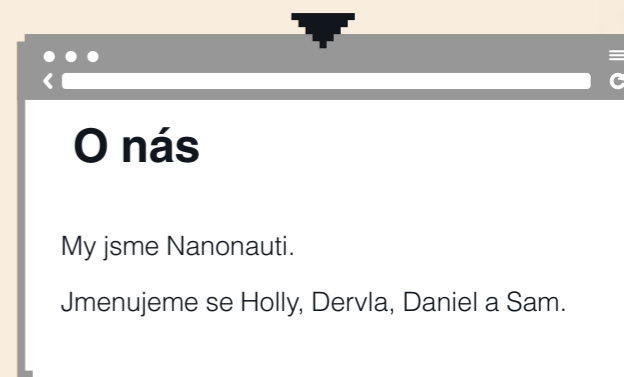 O nás
My jsme Nanonauti.
Jmenujeme se Holly, Dervla, Daniel a Sam.